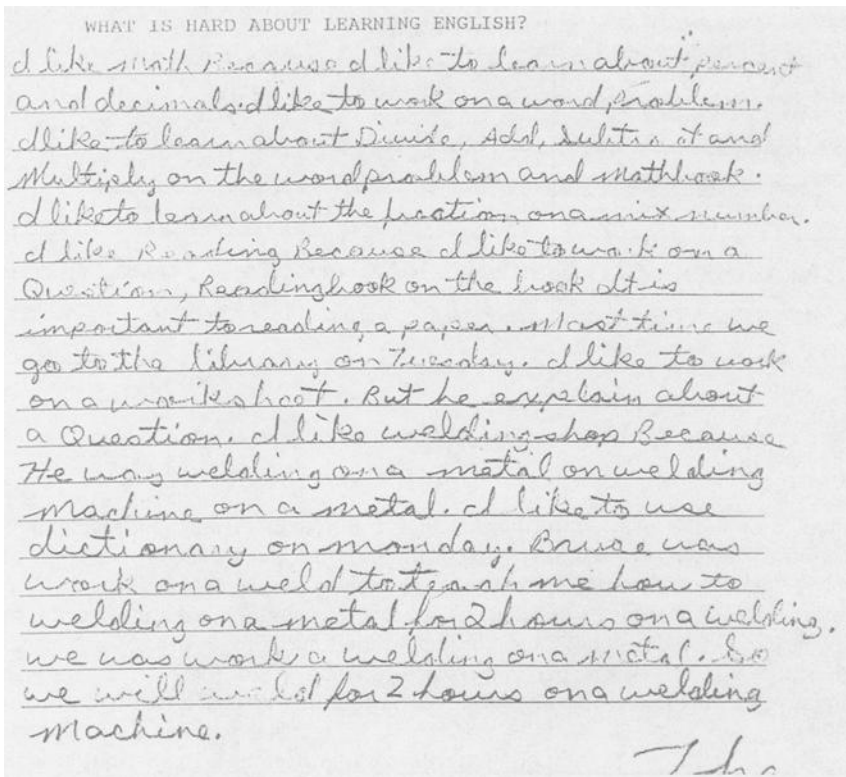 WHAT IS HARD ABOUT LEARNING ENGLISH?
I like math Because I like to learn about percent
and decimals. I like to work on a word problem.
I like to learn about Divide, Add, Subtract and
Multiply on the word problem and Mathbook.
I like to learn about the fraction on a mix number.
I like Reading Because I like to work on a
Question, Reading book on the book It is
important to reading a paper. Most time we
go to the library on Tuesday. I like to work
on a worksheet. But he explain about
a Question. I like welding shop Because
He was welding on a metal on welding
machine on a metal. I like to use
dictionary on monday. Bruce was
work on a weld to teach me how to
welding on a metal for 2 hours on a welding.
we was work a welding on a metal. So
we will weld for 2 hours on a welding
machine.